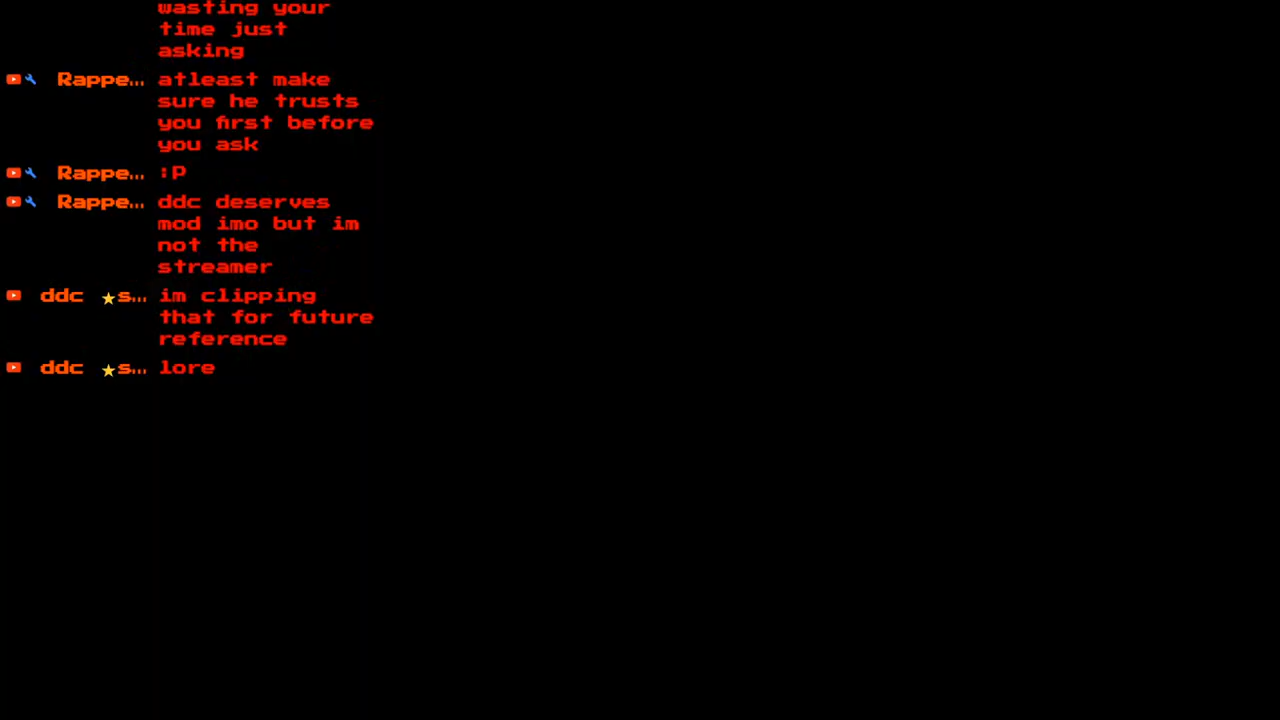 wasting your
time just
asking
Rappe... atleast make
sure he trusts
you first before
you ask
Rappe... :P
Rappe... ddc deserves
mod imo but im
not the
streamer
ddc ★s... im clipping
that for future
reference
ddc ★s... lore